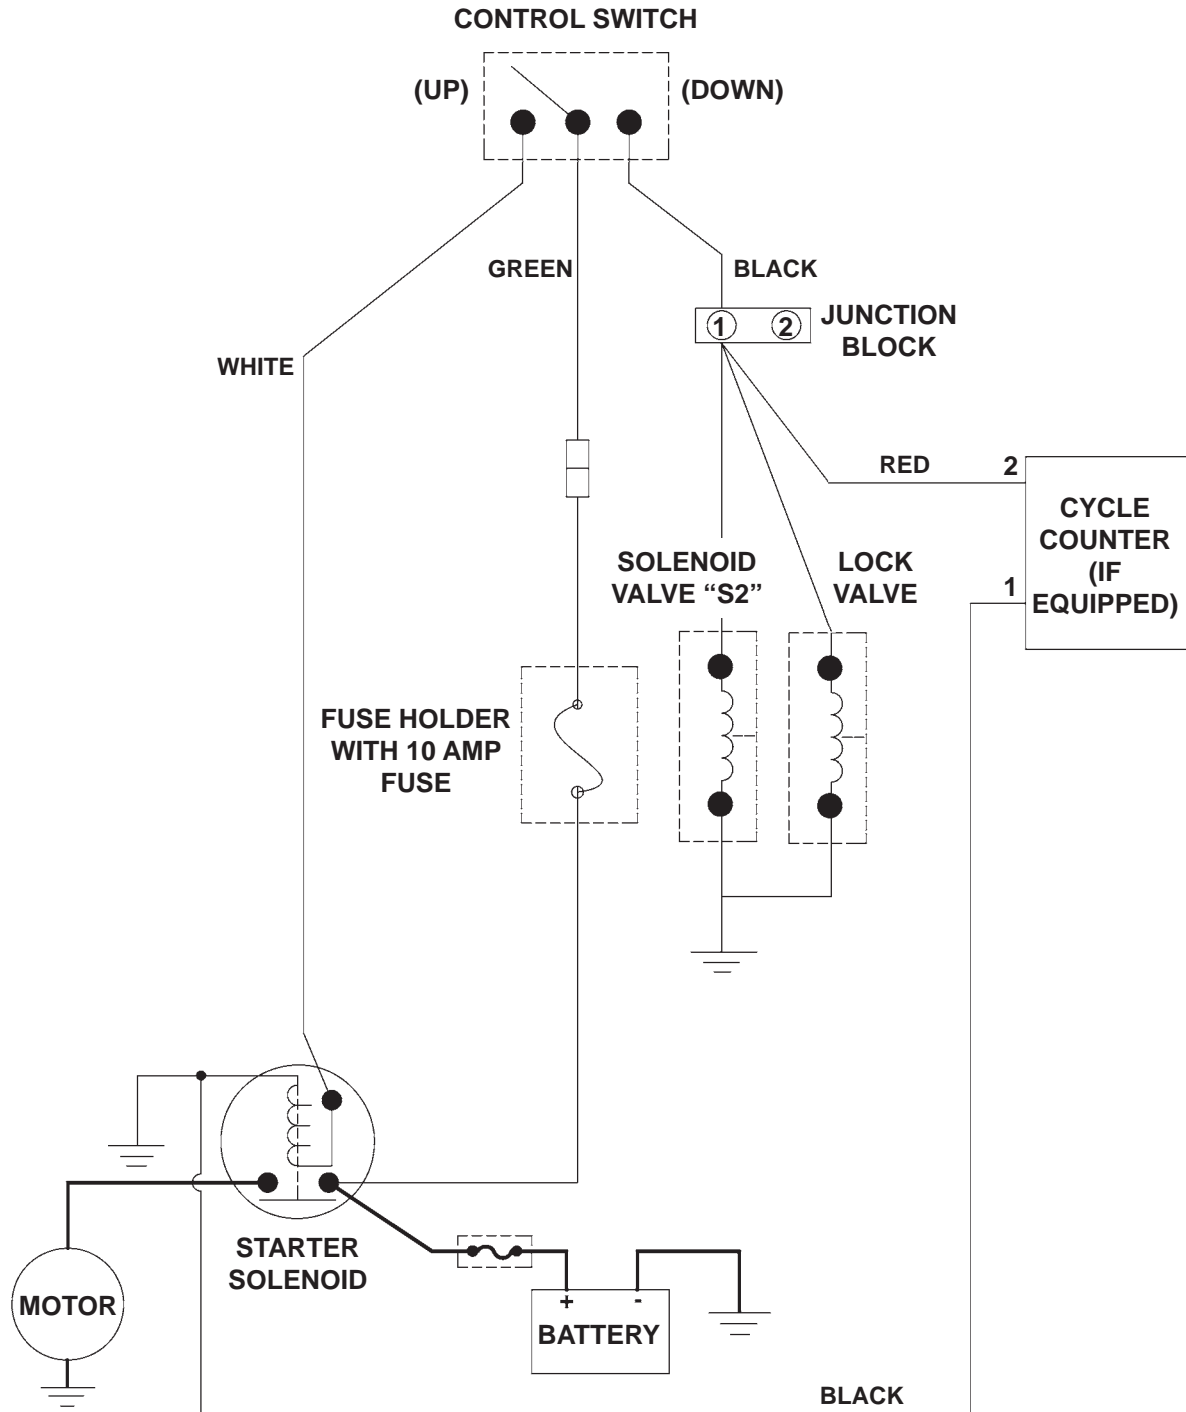 CONTROL SWITCH
(UP)
(DOWN)
GREEN
BLACK
1
2
JUNCTION
BLOCK
WHITE
RED
2
CYCLE
COUNTER
(IF
EQUIPPED)
1
SOLENOID
VALVE “S2”
LOCK
VALVE
FUSE HOLDER
WITH 10 AMP
FUSE
STARTER
SOLENOID
MOTOR
+
-
BATTERY
BLACK